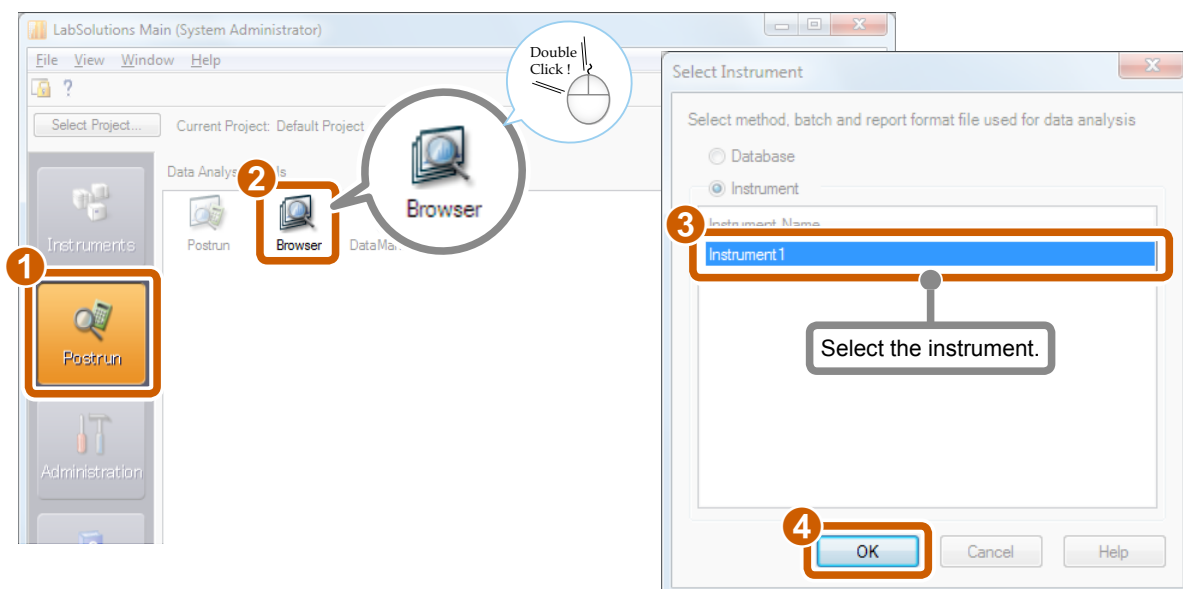 LabSolutions Main (System Administrator)
File View Window Help
?
Select Project...
Current Project: Default Project
Double
Click !
Data Analys
ls
2
Instruments
Postrun
Browser
DataMa
Browser
1
Postrun
Administration
Select Instrument
Select method, batch and report format file used for data analysis
Database
Instrument
3
Instrument Name
Instrument1
Select the instrument.
4
OK
Cancel
Help